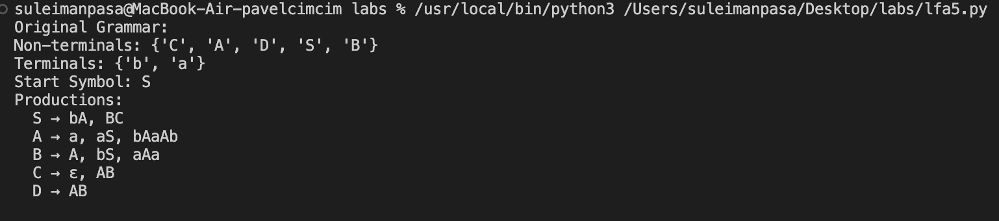 suleimanpasa@MacBook-Air-pavelcimcim labs % /usr/local/bin/python3 /Users/suleimanpasa/Desktop/labs/lfa5.py
Original Grammar:
Non-terminals: {'C', 'A', 'D', 'S', 'B'}
Terminals: {'b', 'a'}
Start Symbol: S
Productions:
  S → bA, BC
  A → a, aS, bAaAb
  B → A, bS, aAa
  C → ε, AB
  D → AB